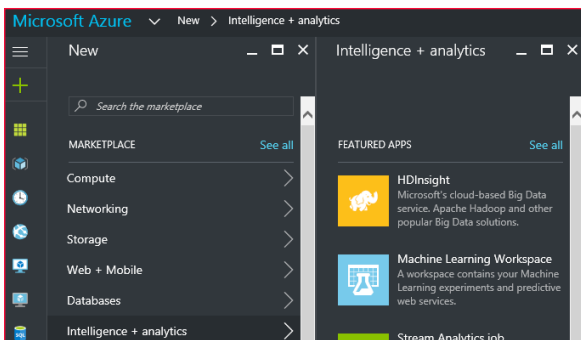 Microsoft Azure New > Intelligence + analytics
New
Search the marketplace
MARKETPLACE See all
Compute
Networking
Storage
Web + Mobile
Databases
Intelligence + analytics
Intelligence + analytics
FEATURED APPS See all
HDInsight
Microsoft's cloud-based Big Data
service. Apache Hadoop and other
popular Big Data solutions.
Machine Learning Workspace
A workspace contains your Machine
Learning experiments and predictive
web services.
Stream Analytics job